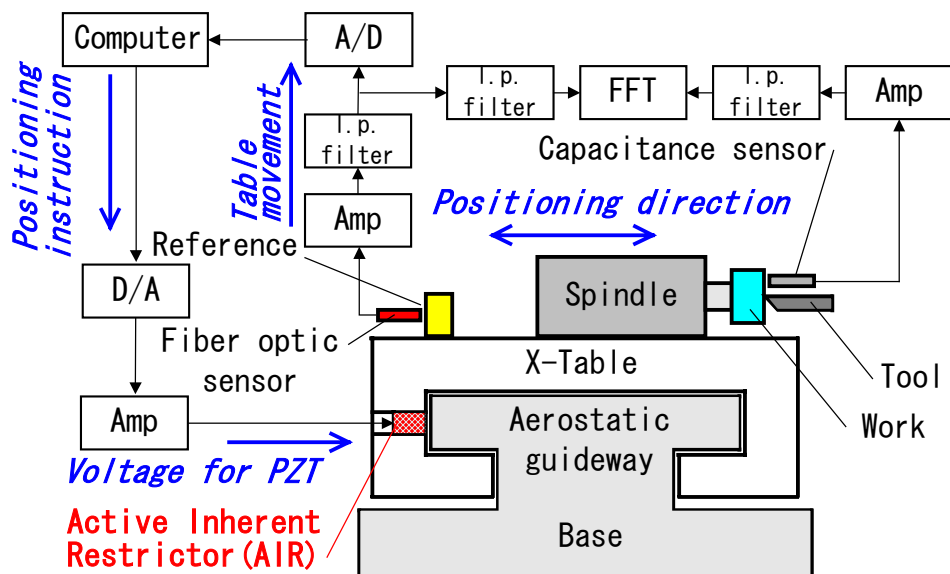 Computer
A/D
l.p.
filter
FFT
l.p.
filter
Amp
Positioning
instruction
Table
movement
l.p.
filter
Capacitance sensor
Amp
Positioning direction
Reference
D/A
Spindle
Fiber optic
sensor
X-Table
Tool
Amp
Aerostatic
guideway
Work
Voltage for PZT
Active Inherent
Restrictor(AIR)
Base